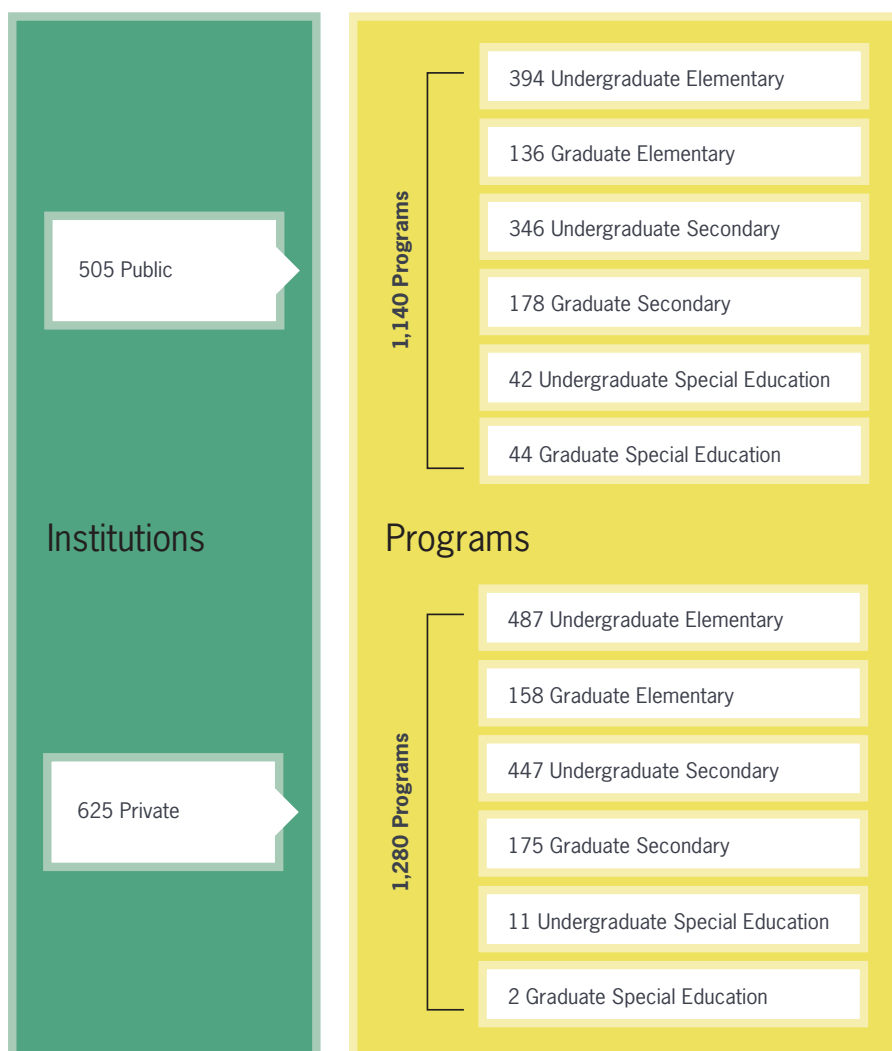 505 Public
Institutions
625 Private
1,140 Programs
394 Undergraduate Elementary
136 Graduate Elementary
346 Undergraduate Secondary
178 Graduate Secondary
42 Undergraduate Special Education
44 Graduate Special Education
Programs
1,280 Programs
487 Undergraduate Elementary
158 Graduate Elementary
447 Undergraduate Secondary
175 Graduate Secondary
11 Undergraduate Special Education
2 Graduate Special Education